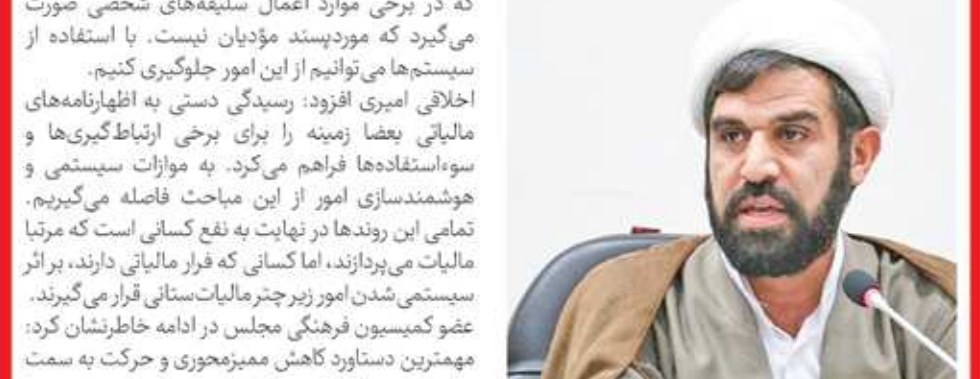 که در برخی موارد اعمال سلیقه‌های شخصی صورت
می‌گیرد که موردپسند مؤدیان نیست. با استفاده از
سیستم‌ها می‌توانیم از این امور جلوگیری کنیم.
اخلاقی امیری افزود: رسیدگی دستی به اظهارنامه‌های
مالیاتی بعضا زمینه را برای برخی ارتباط‌گیری‌ها و
سوءاستفاده‌ها فراهم می‌کرد. به موازات سیستمی و
هوشمندسازی امور از این مباحث فاصله می‌گیریم.
تمامی این روندها در نهایت به نفع کسانی است که مرتبا
مالیات می‌پردازند، اما کسانی که فرار مالیاتی دارند، بر اثر
سیستمی‌شدن امور زیر چتر مالیات‌ستانی قرار می‌گیرند.
عضو کمیسیون فرهنگی مجلس در ادامه خاطرنشان کرد:
مهمترین دستاورد کاهش ممیزمحوری و حرکت به سمت